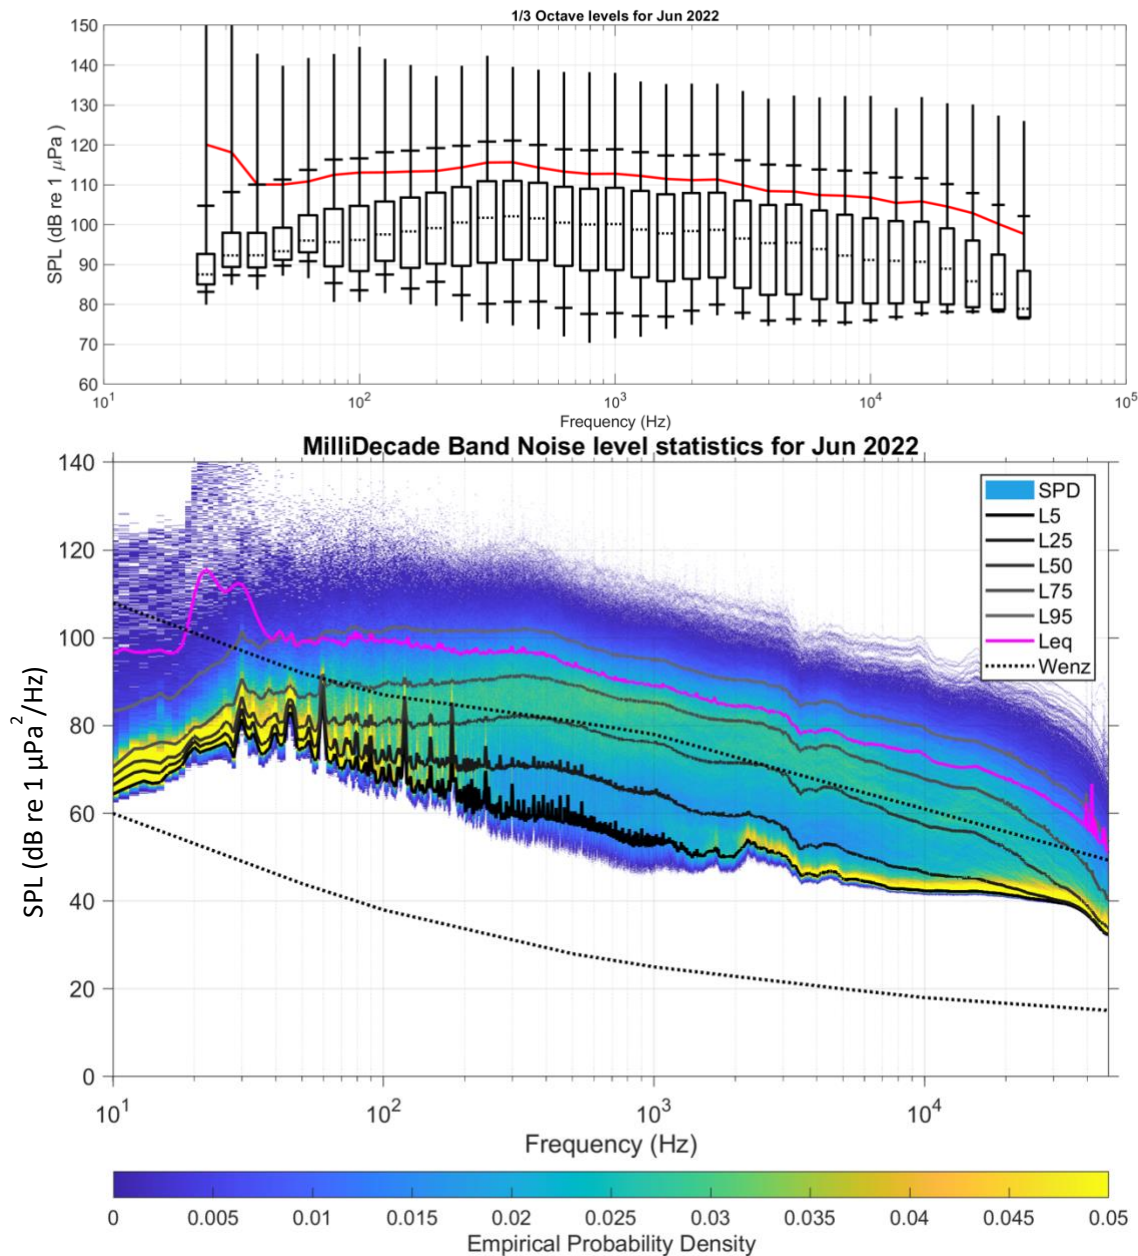 1/3 Octave levels for Jun 2022
150
140
130
120
110
100
90
80
70
60
SPL (dB re 1 μPa )
10¹ 10² 10³ 10⁴ 10⁵
Frequency (Hz)
MilliDecade Band Noise level statistics for Jun 2022
140
120
100
80
60
40
20
0
SPL (dB re 1 µPa²/Hz)
SPD
L5
L25
L50
L75
L95
Leq
Wenz
10¹ 10² 10³ 10⁴
Frequency (Hz)
0 0.005 0.01 0.015 0.02 0.025 0.03 0.035 0.04 0.045 0.05
Empirical Probability Density